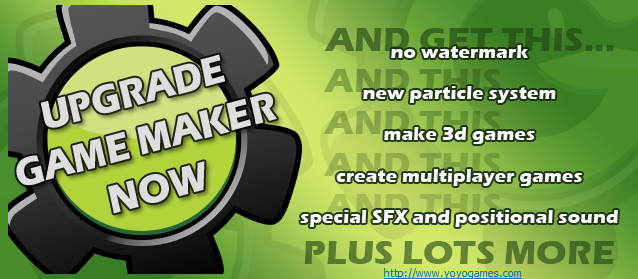 UPGRADE
GAME MAKER
NOW
AND GET THIS...
no watermark
AND THIS
new particle system
AND THIS
make 3d games
AND THIS
create multiplayer games
AND THIS
special SFX and positional sound
PLUS LOTS MORE
http://www.yoyogames.com